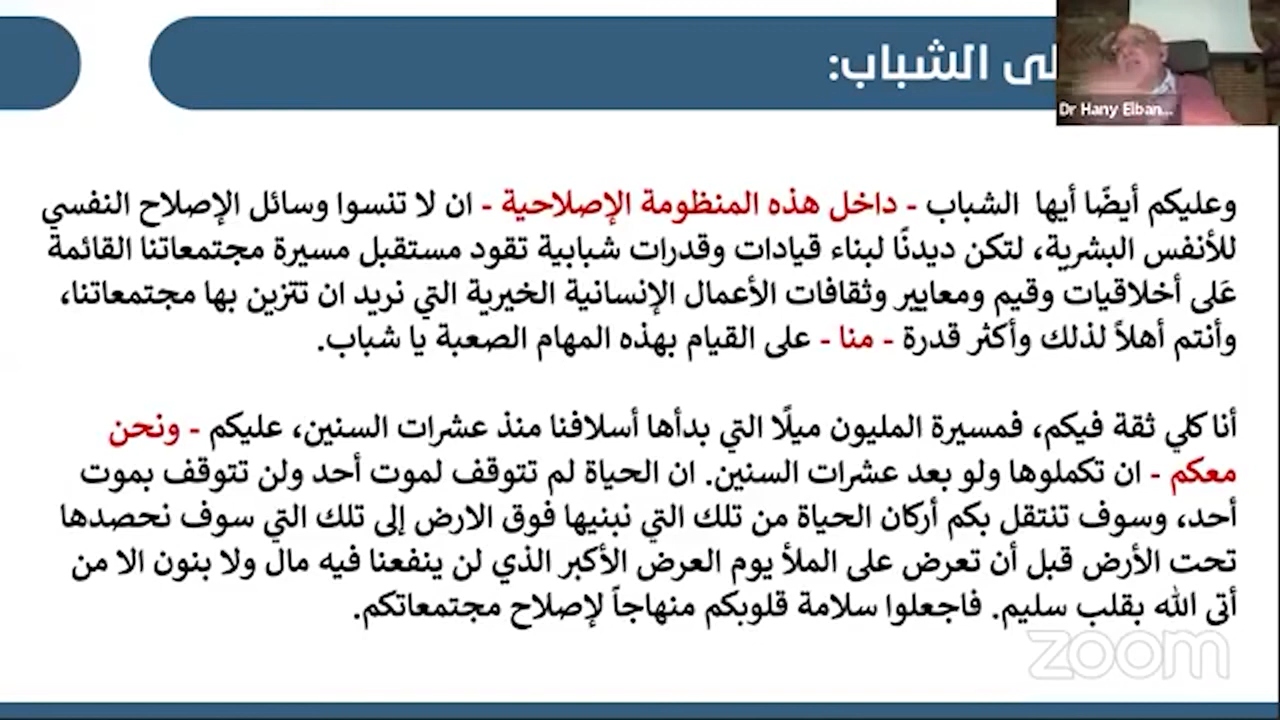 لى الشباب:
Dr Hany Elban...
وعليكم أيضًا أيها الشباب - داخل هذه المنظومة الإصلاحية - ان لا تنسوا وسائل الإصلاح النفسي
للأنفس البشرية، لتكن ديدنًا لبناء قيادات وقدرات شبابية تقود مستقبل مسيرة مجتمعاتنا القائمة
عَلى أخلاقيات وقيم ومعايير وثقافات الأعمال الإنسانية الخيرية التي نريد ان تتزين بها مجتمعاتنا،
وأنتم أهلاً لذلك وأكثر قدرة - منا - على القيام بهذه المهام الصعبة يا شباب.
أنا كلي ثقة فيكم، فمسيرة المليون ميلًا التي بدأها أسلافنا منذ عشرات السنين، عليكم - ونحن
معكم - ان تكملوها ولو بعد عشرات السنين. ان الحياة لم تتوقف لموت أحد ولن تتوقف بموت
أحد، وسوف تنتقل بكم أركان الحياة من تلك التي نبنيها فوق الارض إلى تلك التي سوف نحصدها
تحت الأرض قبل أن تعرض على الملأ يوم العرض الأكبر الذي لن ينفعنا فيه مال ولا بنون الا من
أتى الله بقلب سليم. فاجعلوا سلامة قلوبكم منهاجاً لإصلاح مجتمعاتكم.
zoom